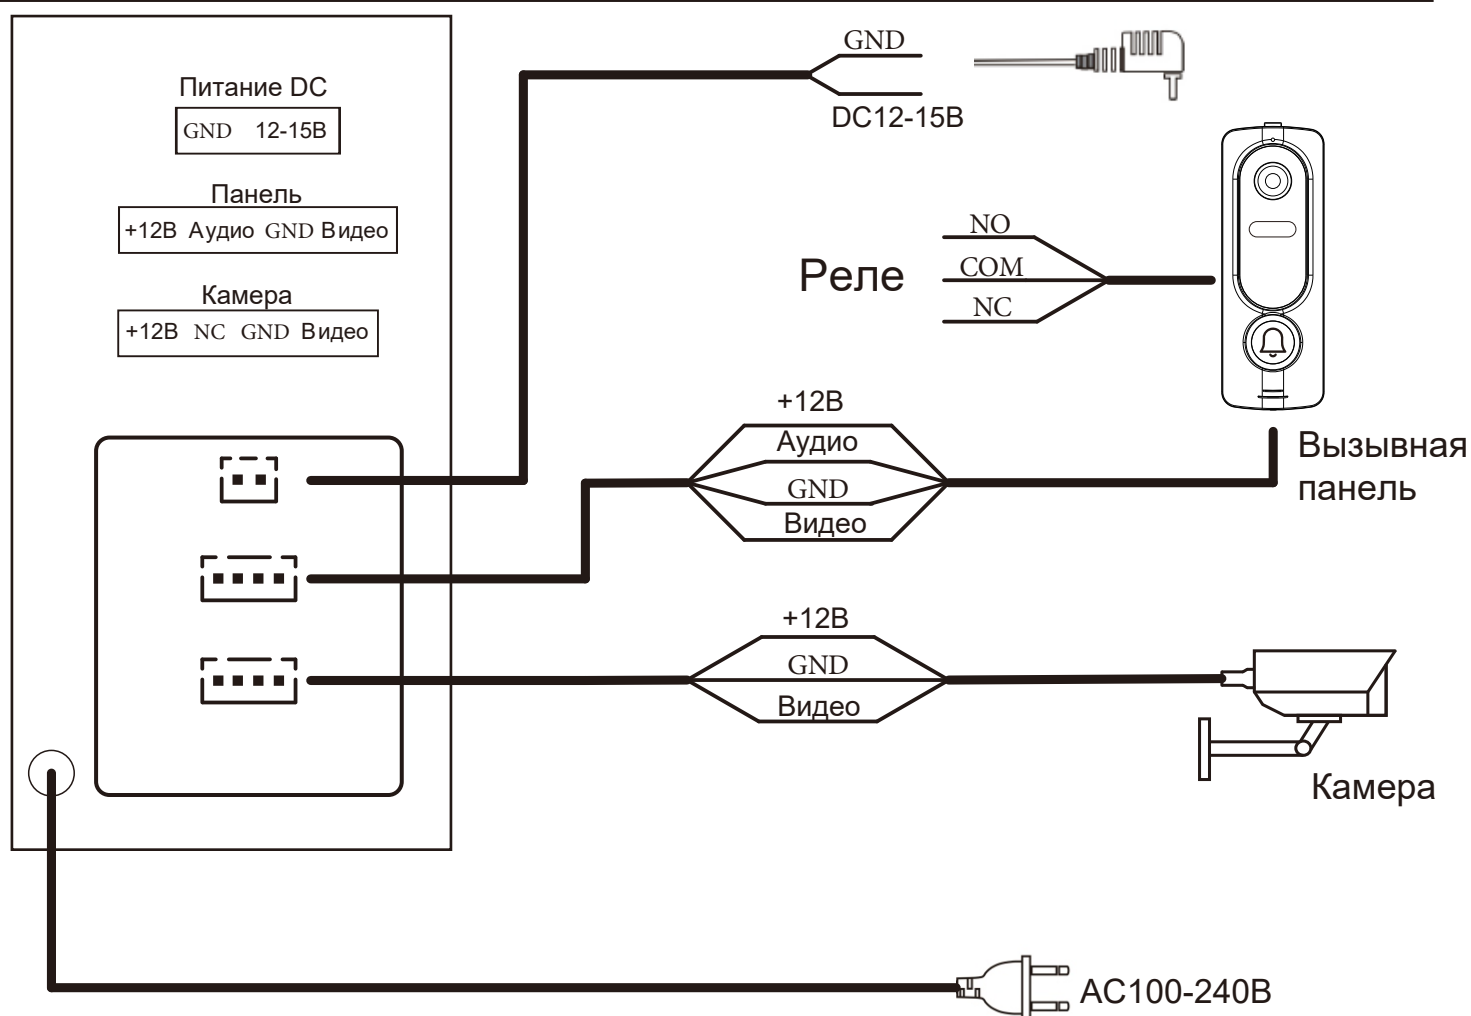 Питание DC
GND 12-15В
Панель
+12В Аудио GND Видео
Камера
+12В NC GND Видео
GND
DC12-15В
Реле
NO
COM
NC
+12В
Аудио
GND
Видео
Вызывная
панель
+12В
GND
Видео
Камера
AC100-240В